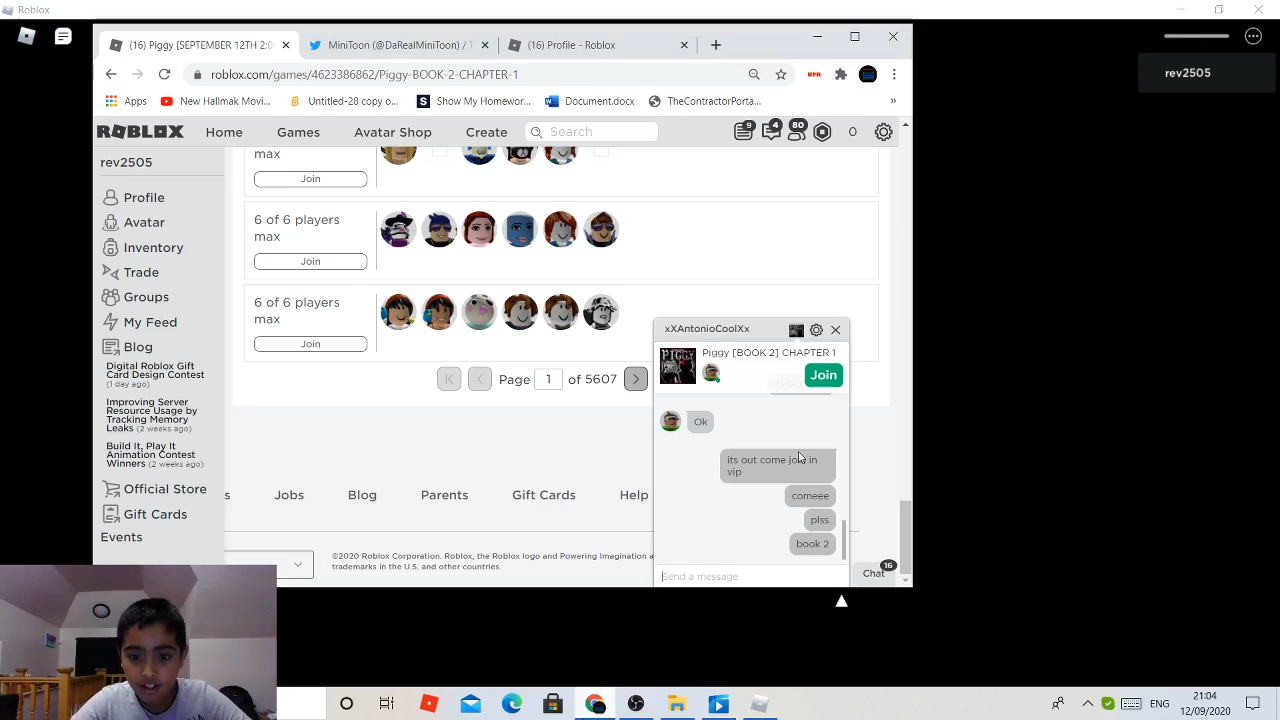 Roblox
rev2505
(16) Piggy [SEPTEMBER 12TH 2:0
MiniToon (@DaRealMiniToon) /
(16) Profile - Roblox
roblox.com/games/4623386862/Piggy-BOOK-2-CHAPTER-1
BFR
Apps
New Hallmak Movi...
Untitled-28 copy o...
Show My Homewor...
Document.docx
TheContractorPorta...
»
ROBLOX
Home
Games
Avatar Shop
Create
Search
9
4
80
0
rev2505
Profile
Avatar
Inventory
Trade
Groups
My Feed
Blog
Digital Roblox Gift
Card Design Contest
(1 day ago)
Improving Server
Resource Usage by
Tracking Memory
Leaks (2 weeks ago)
Build It, Play It
Animation Contest
Winners (2 weeks ago)
Official Store
Gift Cards
Events
max
Join
6 of 6 players
max
Join
6 of 6 players
max
Join
Page 1 of 5607
s
Jobs
Blog
Parents
Gift Cards
Help
©2020 Roblox Corporation. Roblox, the Roblox logo and Powering Imagination a
trademarks in the U.S. and other countries.
xXAntonioCoolXx
PIGGY
Piggy [BOOK 2] CHAPTER 1
Join
Ok
its out come join in
vip
comeee
plss
book 2
Send a message
Chat
16
ENG
21:04
12/09/2020